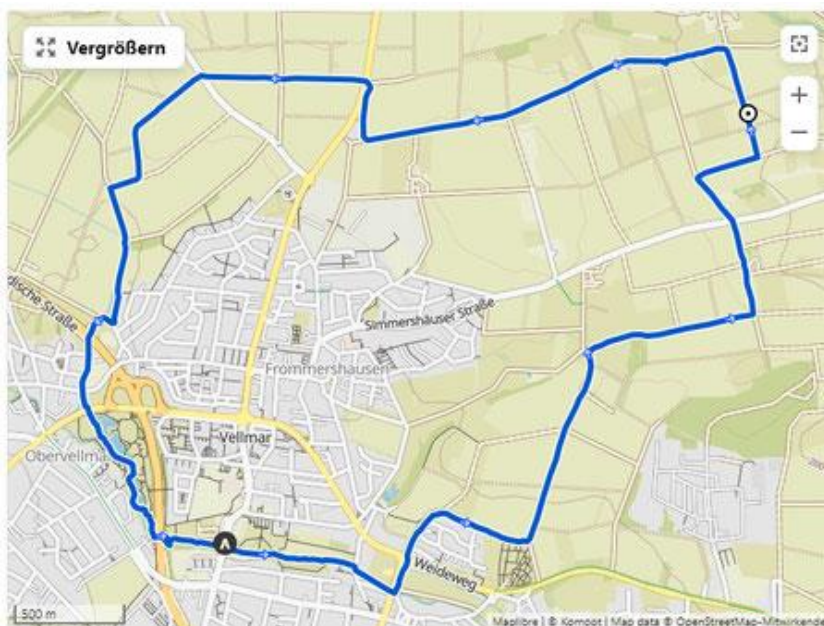 Vergrößern
+
−
dische Straße
Simmershäuser Straße
Frommershausen
Vellmar
Obervellma
Weideweg
500 m
Maplibre | © Komoot | Map data © OpenStreetMap-Mitwirkende